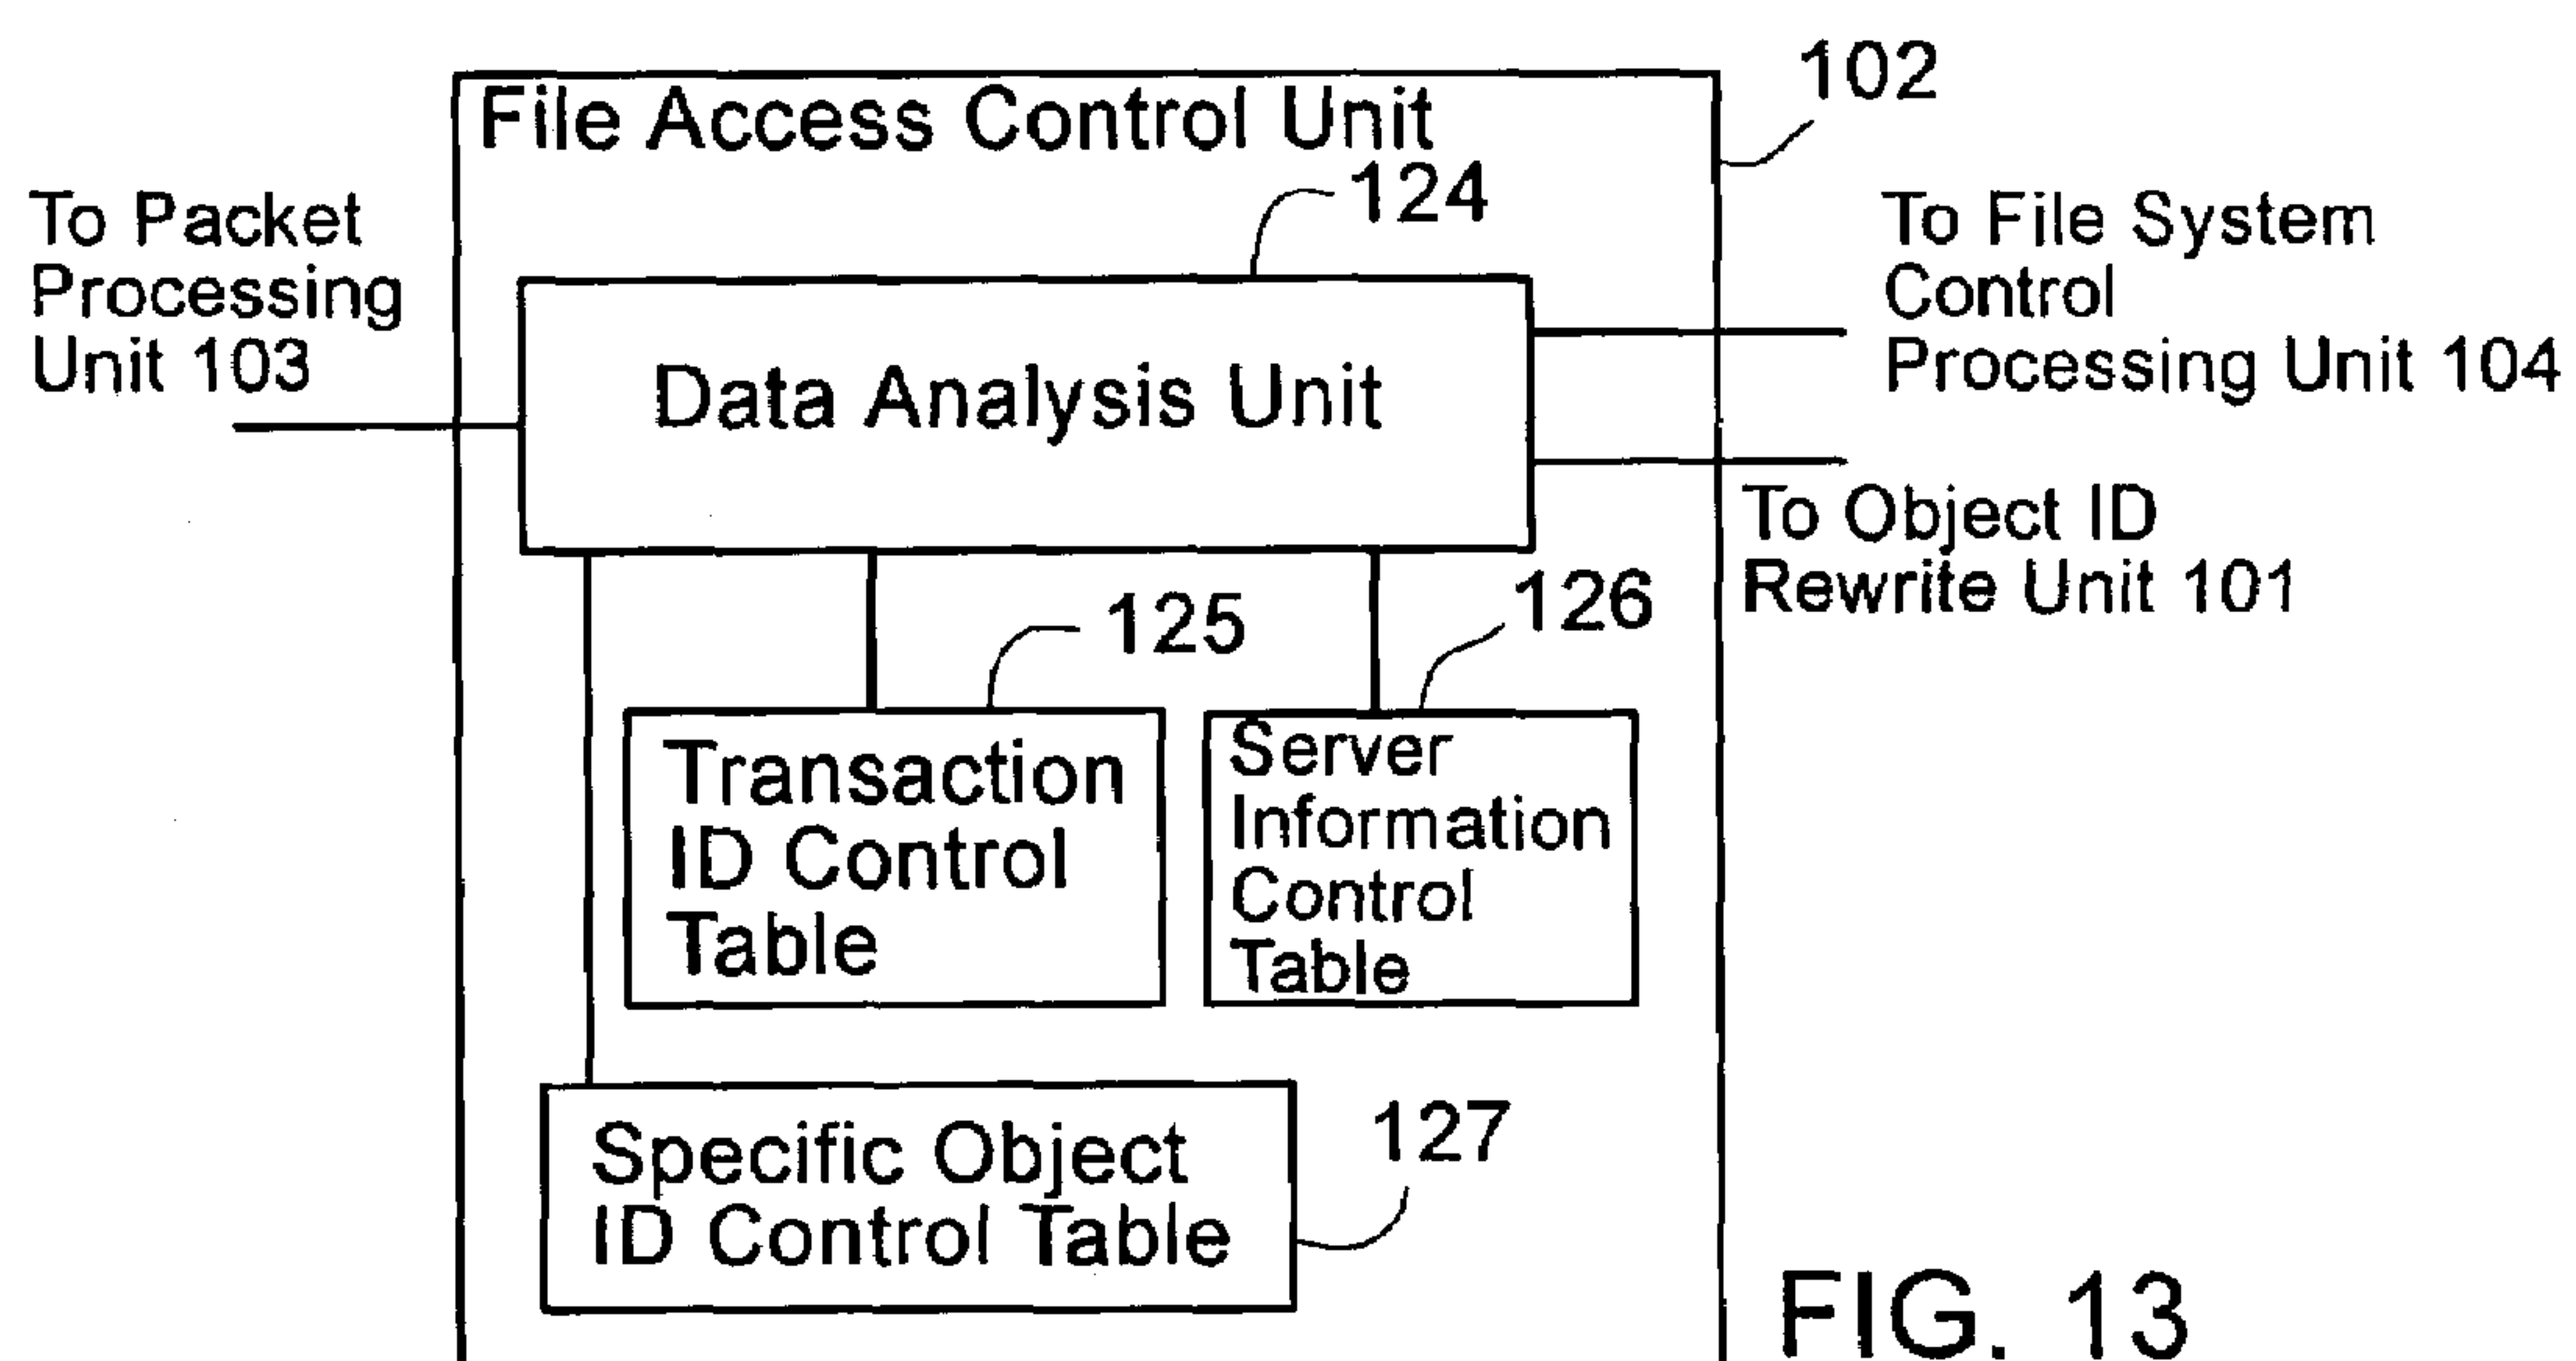 File Access Control Unit
102
124
To Packet
Processing
Unit 103
To File System
Control
Processing Unit 104
Data Analysis Unit
To Object ID
Rewrite Unit 101
125
126
Transaction
ID Control
Table
Server
Information
Control
Table
Specific Object
ID Control Table
127
FIG. 13